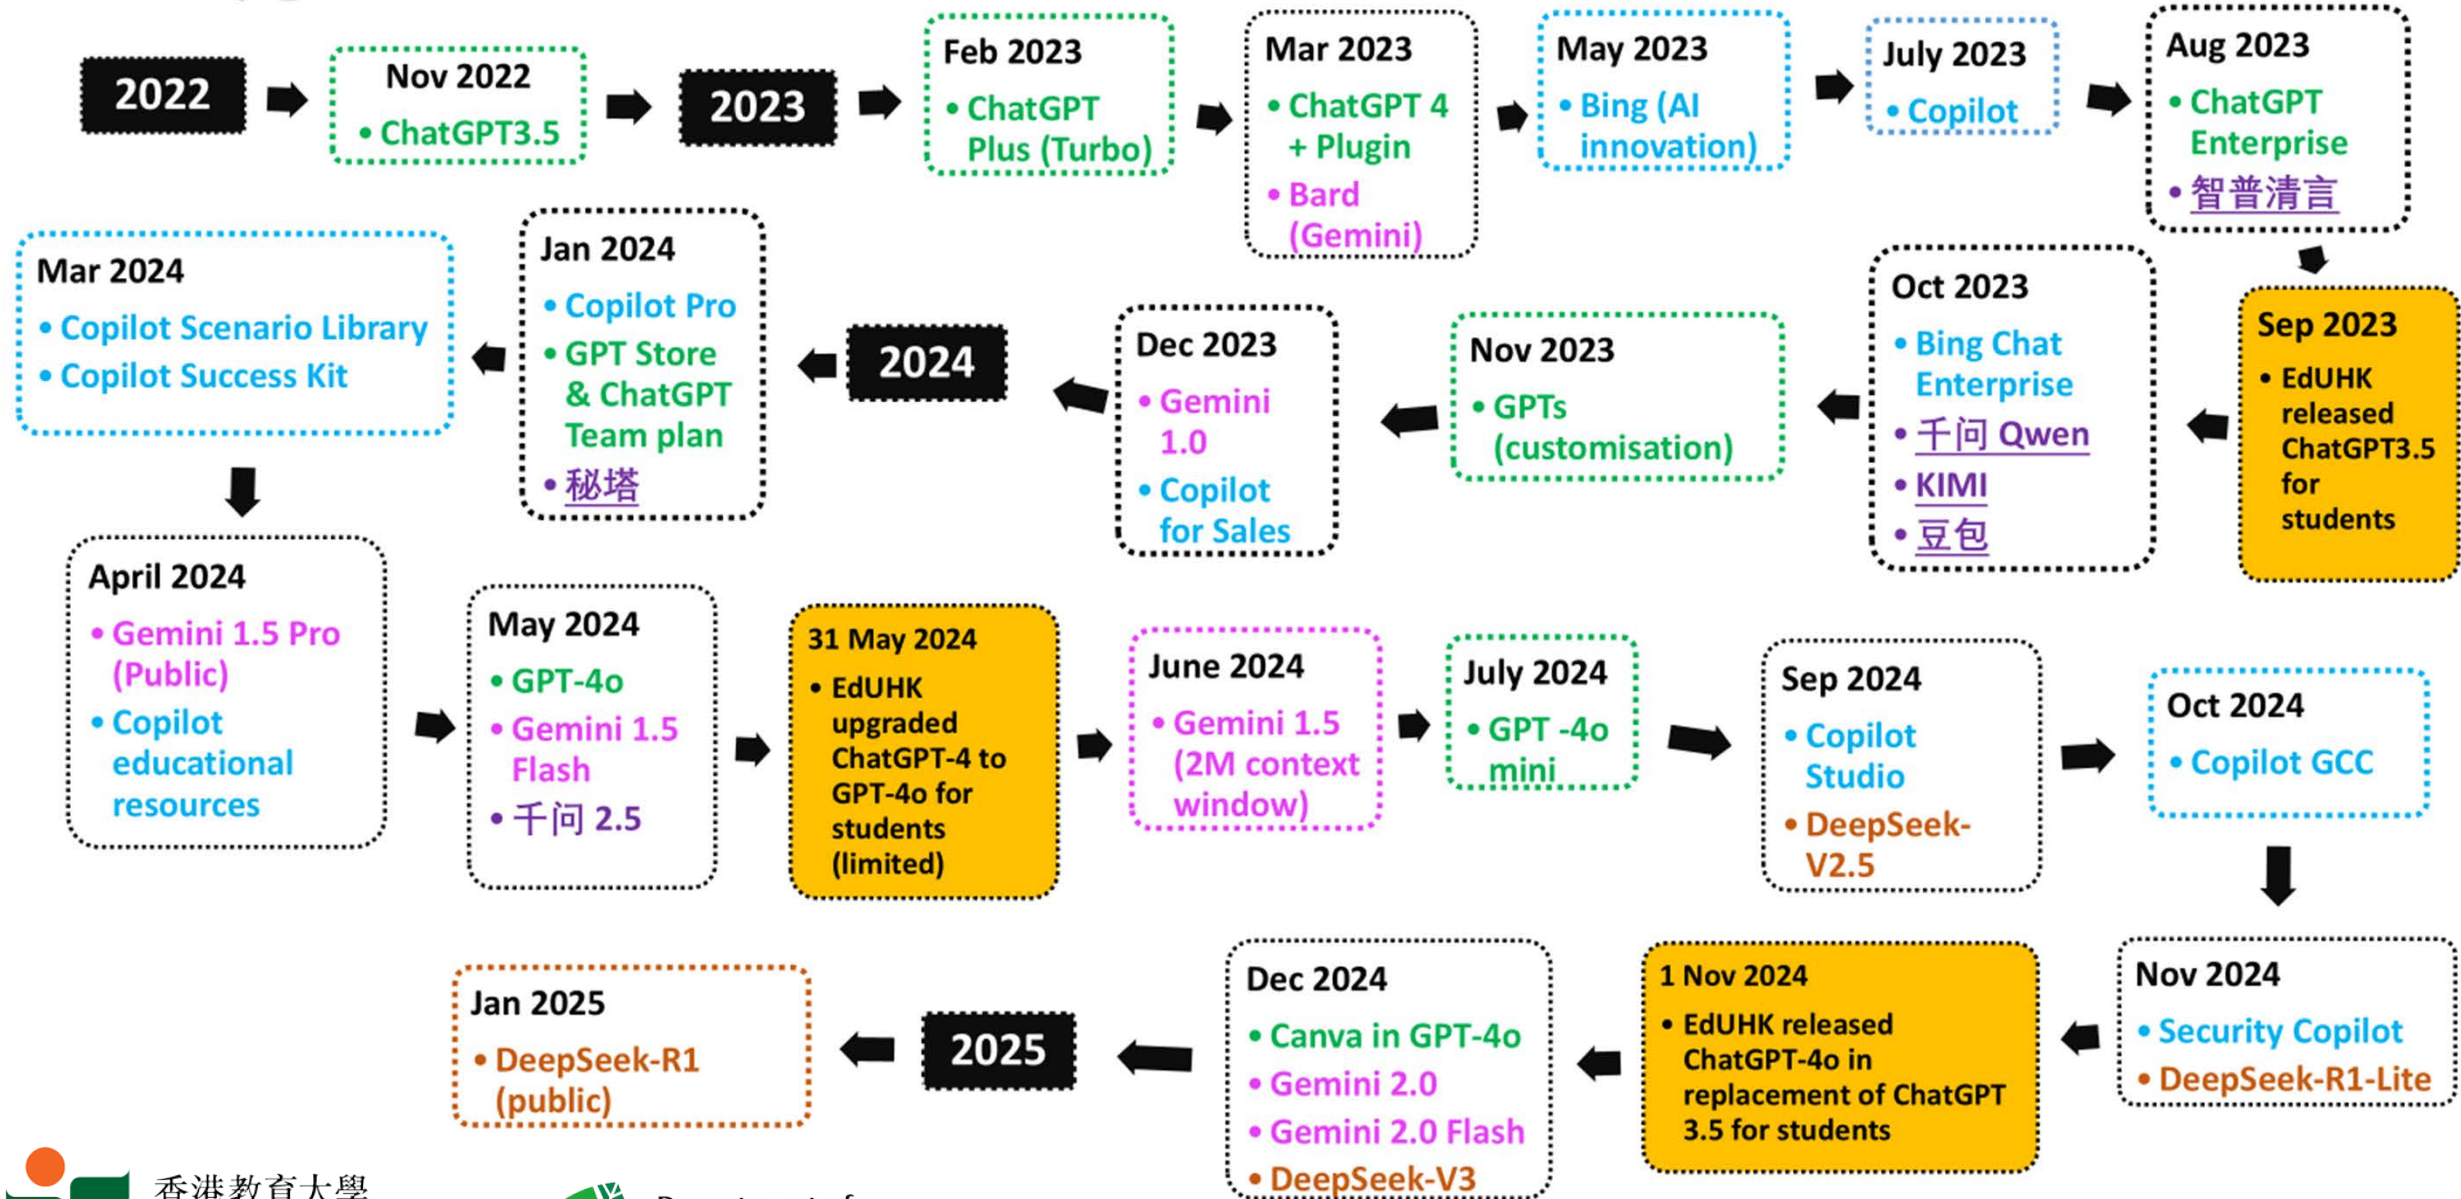 2022
Nov 2022
• ChatGPT3.5
2023
Feb 2023
• ChatGPT
Plus (Turbo)
Mar 2023
• ChatGPT 4
+ Plugin
• Bard
(Gemini)
May 2023
• Bing (AI
innovation)
July 2023
• Copilot
Aug 2023
• ChatGPT
Enterprise
• 智普清言
Sep 2023
• EdUHK
released
ChatGPT3.5
for
students
Oct 2023
• Bing Chat
Enterprise
• 千问 Qwen
• KIMI
• 豆包
Nov 2023
• GPTs
(customisation)
Dec 2023
• Gemini
1.0
• Copilot
for Sales
2024
Jan 2024
• Copilot Pro
• GPT Store
& ChatGPT
Team plan
• 秘塔
Mar 2024
• Copilot Scenario Library
• Copilot Success Kit
April 2024
• Gemini 1.5 Pro
(Public)
• Copilot
educational
resources
May 2024
• GPT-4o
• Gemini 1.5
Flash
• 千问 2.5
31 May 2024
• EdUHK
upgraded
ChatGPT-4 to
GPT-4o for
students
(limited)
June 2024
• Gemini 1.5
(2M context
window)
July 2024
• GPT -4o
mini
Sep 2024
• Copilot
Studio
• DeepSeek-
V2.5
Oct 2024
• Copilot GCC
Nov 2024
• Security Copilot
• DeepSeek-R1-Lite
1 Nov 2024
• EdUHK released
ChatGPT-4o in
replacement of ChatGPT
3.5 for students
Dec 2024
• Canva in GPT-4o
• Gemini 2.0
• Gemini 2.0 Flash
• DeepSeek-V3
2025
Jan 2025
• DeepSeek-R1
(public)
香港教育大學